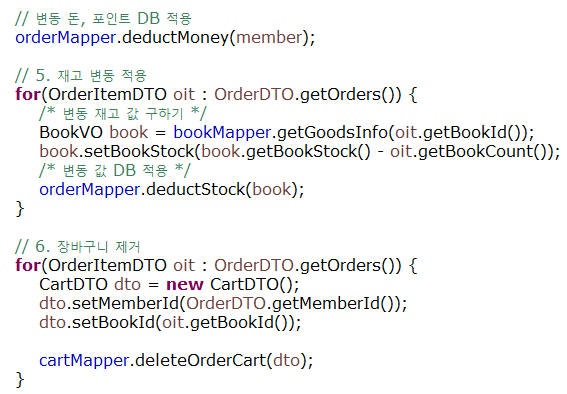 // 변동 돈, 포인트 DB 적용
orderMapper.deductMoney(member);
// 5. 재고 변동 적용
for(OrderItemDTO oit : OrderDTO.getOrders()) {
/* 변동 재고 값 구하기 */
BookVO book = bookMapper.getGoodsInfo(oit.getBookId());
book.setBookStock(book.getBookStock() - oit.getBookCount());
/* 변동 값 DB 적용 */
orderMapper.deductStock(book);
}
// 6. 장바구니 제거
for(OrderItemDTO oit : OrderDTO.getOrders()) {
CartDTO dto = new CartDTO();
dto.setMemberId(OrderDTO.getMemberId());
dto.setBookId(oit.getBookId());
cartMapper.deleteOrderCart(dto);
}